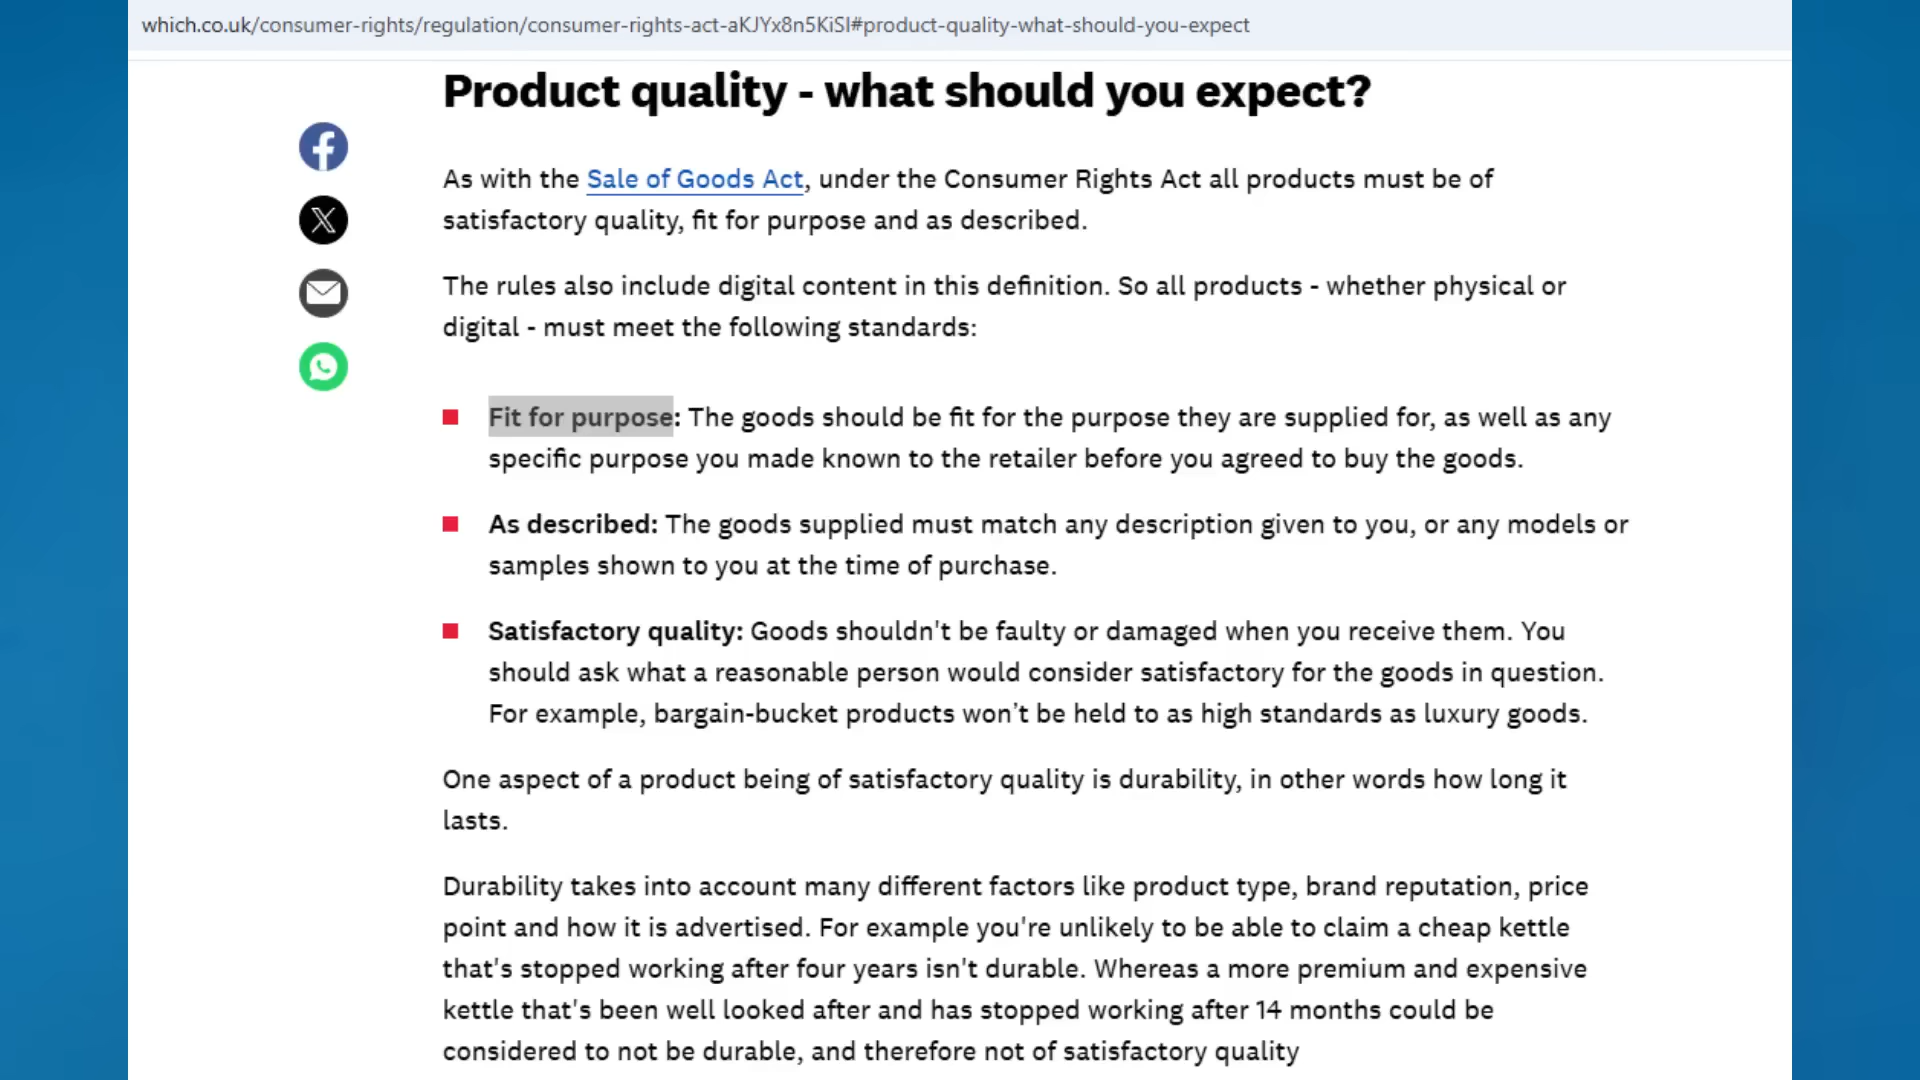 which.co.uk/consumer-rights/regulation/consumer-rights-act-aKJYx8n5KiSl#product-quality-what-should-you-expect
Product quality - what should you expect?
As with the Sale of Goods Act, under the Consumer Rights Act all products must be of
satisfactory quality, fit for purpose and as described.
The rules also include digital content in this definition. So all products - whether physical or
digital - must meet the following standards:
Fit for purpose: The goods should be fit for the purpose they are supplied for, as well as any
specific purpose you made known to the retailer before you agreed to buy the goods.
As described: The goods supplied must match any description given to you, or any models or
samples shown to you at the time of purchase.
Satisfactory quality: Goods shouldn't be faulty or damaged when you receive them. You
should ask what a reasonable person would consider satisfactory for the goods in question.
For example, bargain-bucket products won’t be held to as high standards as luxury goods.
One aspect of a product being of satisfactory quality is durability, in other words how long it
lasts.
Durability takes into account many different factors like product type, brand reputation, price
point and how it is advertised. For example you're unlikely to be able to claim a cheap kettle
that's stopped working after four years isn't durable. Whereas a more premium and expensive
kettle that's been well looked after and has stopped working after 14 months could be
considered to not be durable, and therefore not of satisfactory quality